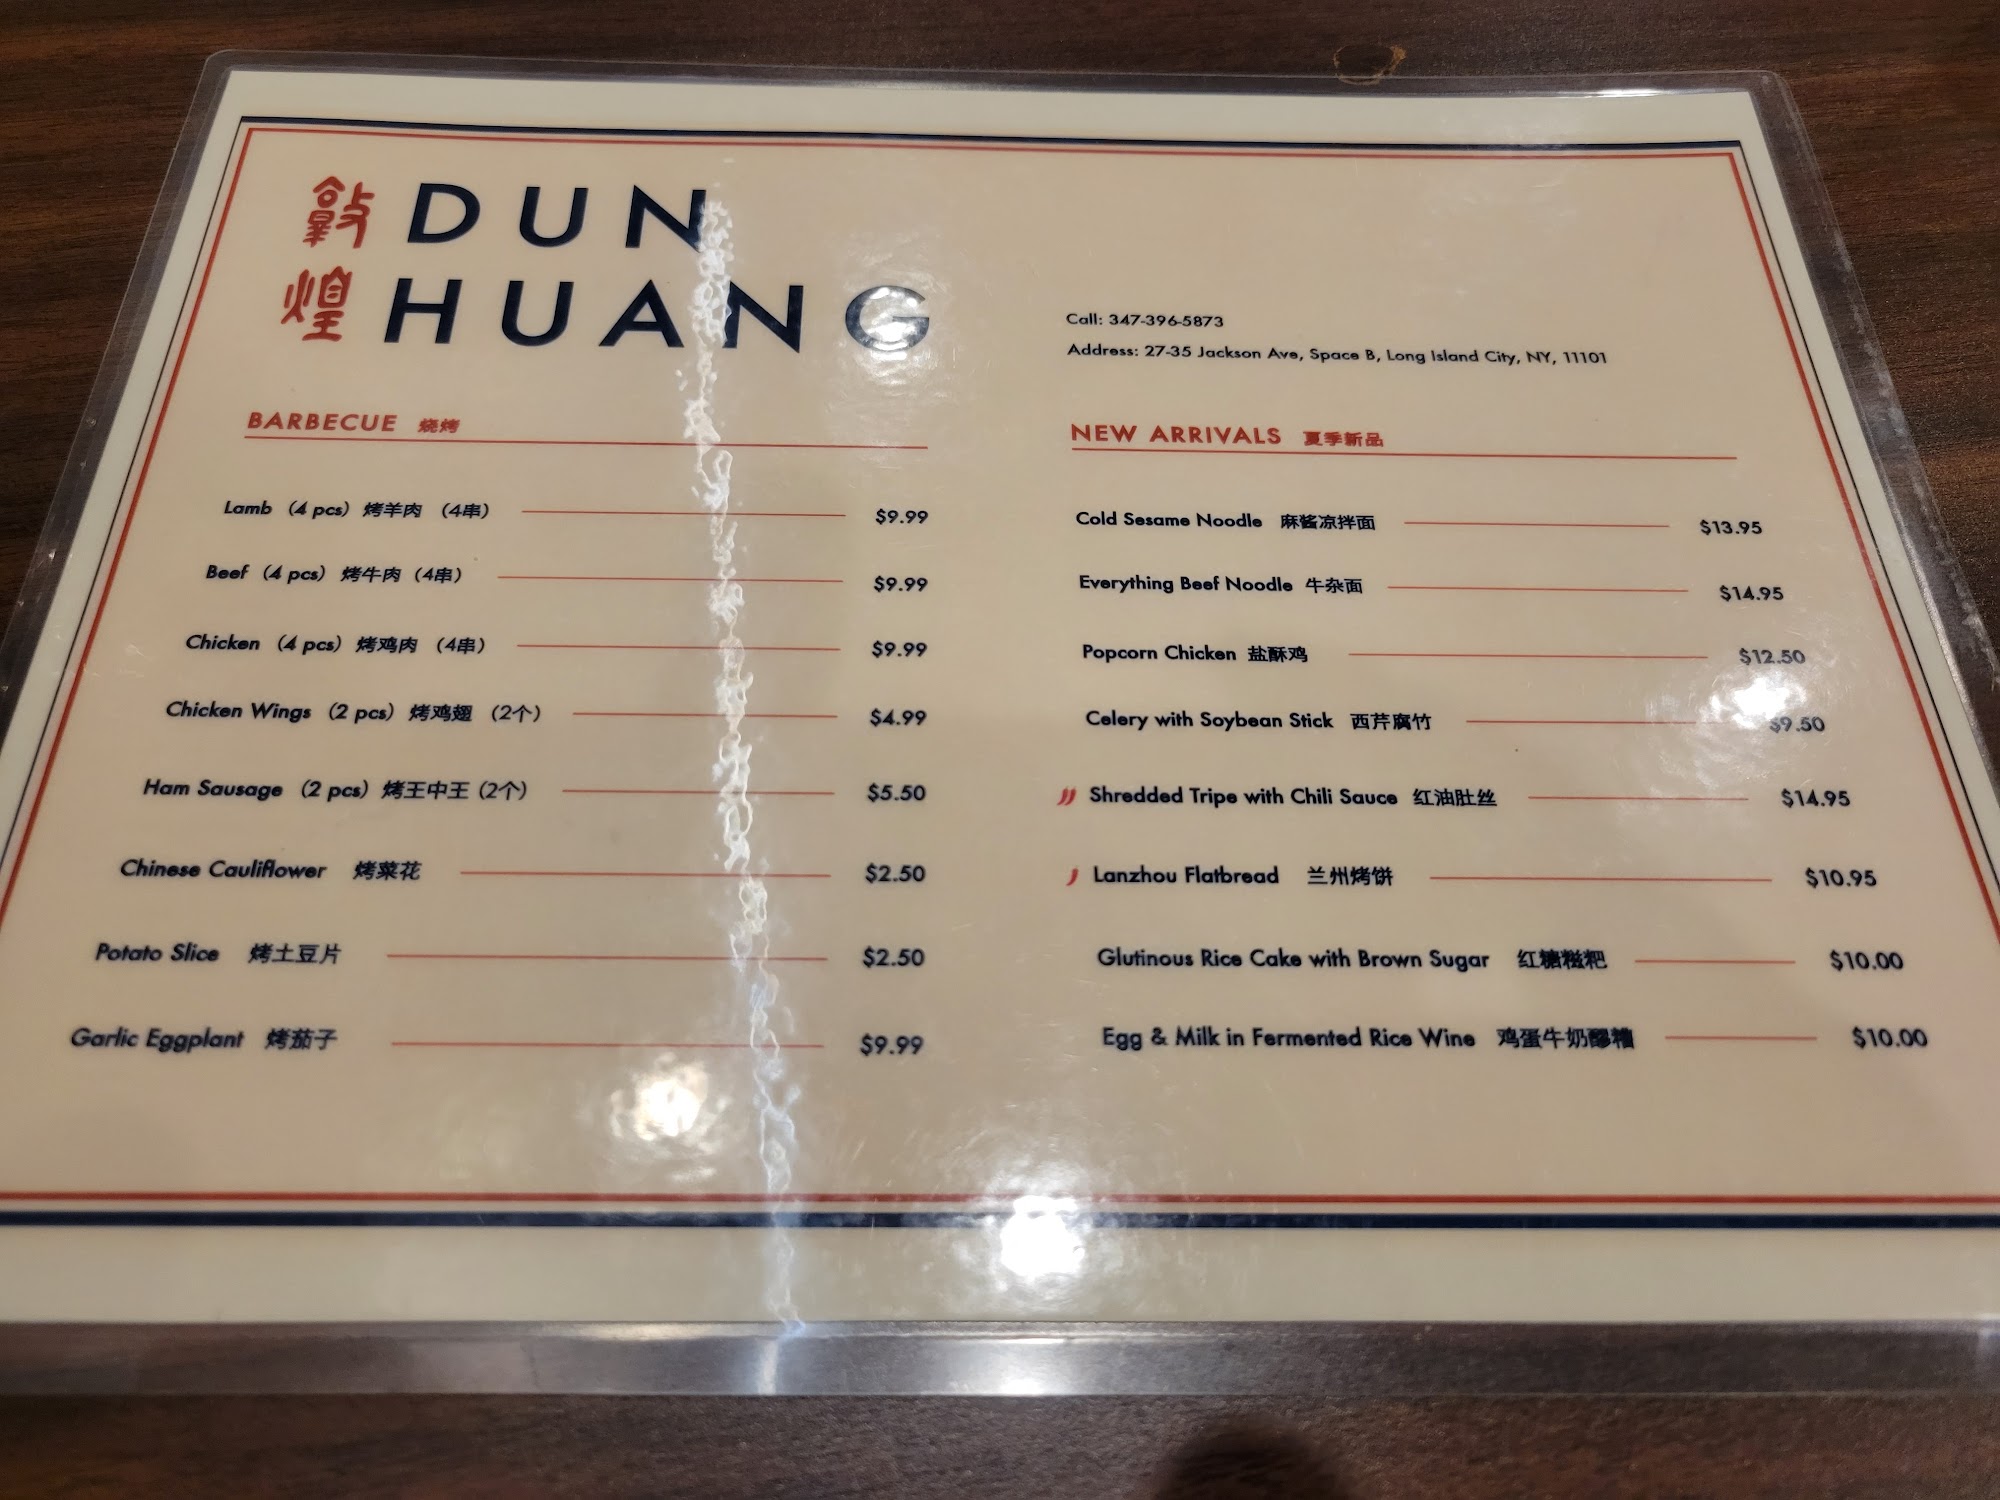 敦煌
DUN
HUANG
Call: 347-396-5873
Address: 27-35 Jackson Ave, Space B, Long Island City, NY, 11101
BARBECUE 烧烤
Lamb (4 pcs) 烤羊肉 (4串) $9.99
Beef (4 pcs) 烤牛肉 (4串) $9.99
Chicken (4 pcs) 烤鸡肉 (4串) $9.99
Chicken Wings (2 pcs) 烤鸡翅 (2个) $4.99
Ham Sausage (2 pcs) 烤王中王 (2个) $5.50
Chinese Cauliflower 烤菜花 $2.50
Potato Slice 烤土豆片 $2.50
Garlic Eggplant 烤茄子 $9.99
NEW ARRIVALS 夏季新品
Cold Sesame Noodle 麻酱凉拌面 $13.95
Everything Beef Noodle 牛杂面 $14.95
Popcorn Chicken 盐酥鸡 $12.50
Celery with Soybean Stick 西芹腐竹 $9.50
Shredded Tripe with Chili Sauce 红油肚丝 $14.95
Lanzhou Flatbread 兰州烤饼 $10.95
Glutinous Rice Cake with Brown Sugar 红糖糍粑 $10.00
Egg & Milk in Fermented Rice Wine 鸡蛋牛奶醪糟 $10.00